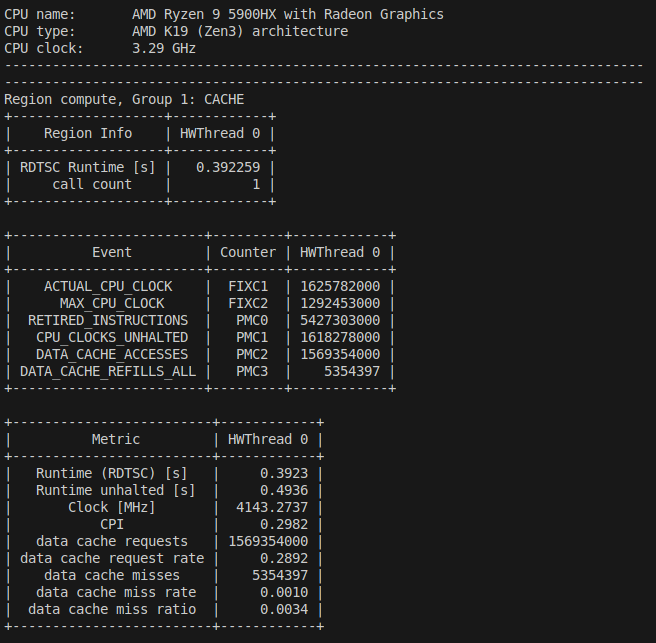 CPU name:       AMD Ryzen 9 5900HX with Radeon Graphics
CPU type:       AMD K19 (Zen3) architecture
CPU clock:      3.29 GHz
--------------------------------------------------------------------------------
--------------------------------------------------------------------------------
Region compute, Group 1: CACHE
+-------------------+------------+
|    Region Info    | HWThread 0 |
+-------------------+------------+
| RDTSC Runtime [s] |   0.392259 |
|     call count    |          1 |
+-------------------+------------+

+------------------------+---------+------------+
|          Event         | Counter | HWThread 0 |
+------------------------+---------+------------+
|    ACTUAL_CPU_CLOCK    |  FIXC1  | 1625782000 |
|      MAX_CPU_CLOCK     |  FIXC2  | 1292453000 |
|  RETIRED_INSTRUCTIONS  |   PMC0  | 5427303000 |
|   CPU_CLOCKS_UNHALTED  |   PMC1  | 1618278000 |
|   DATA_CACHE_ACCESSES  |   PMC2  | 1569354000 |
| DATA_CACHE_REFILLS_ALL |   PMC3  |    5354397 |
+------------------------+---------+------------+

+-------------------------+------------+
|          Metric         | HWThread 0 |
+-------------------------+------------+
|   Runtime (RDTSC) [s]   |     0.3923 |
|   Runtime unhalted [s]  |     0.4936 |
|       Clock [MHz]       |  4143.2737 |
|           CPI           |     0.2982 |
|   data cache requests   | 1569354000 |
| data cache request rate |     0.2892 |
|    data cache misses    |    5354397 |
|   data cache miss rate  |     0.0010 |
|  data cache miss ratio  |     0.0034 |
+-------------------------+------------+